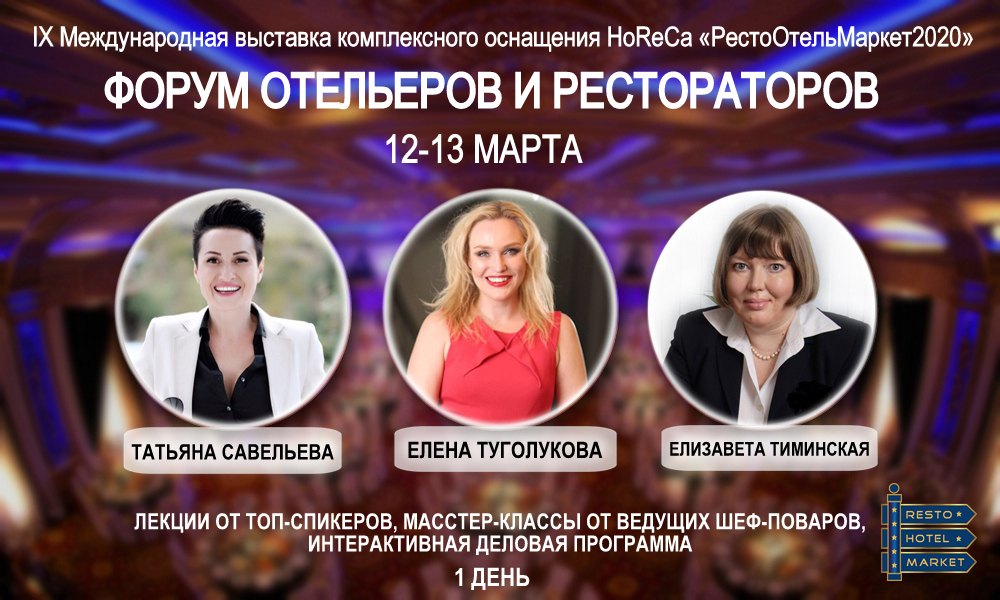 IX Международная выставка комплексного оснащения HoReCa «РестоОтельМаркет2020»
ФОРУМ ОТЕЛЬЕРОВ И РЕСТОРАТОРОВ
12-13 МАРТА
ТАТЬЯНА САВЕЛЬЕВА
ЕЛЕНА ТУГОЛУКОВА
ЕЛИЗАВЕТА ТИМИНСКАЯ
ЛЕКЦИИ ОТ ТОП-СПИКЕРОВ, МАССТЕР-КЛАССЫ ОТ ВЕДУЩИХ ШЕФ-ПОВАРОВ,
ИНТЕРАКТИВНАЯ ДЕЛОВАЯ ПРОГРАММА
1 ДЕНЬ
RESTO
HOTEL
MARKET